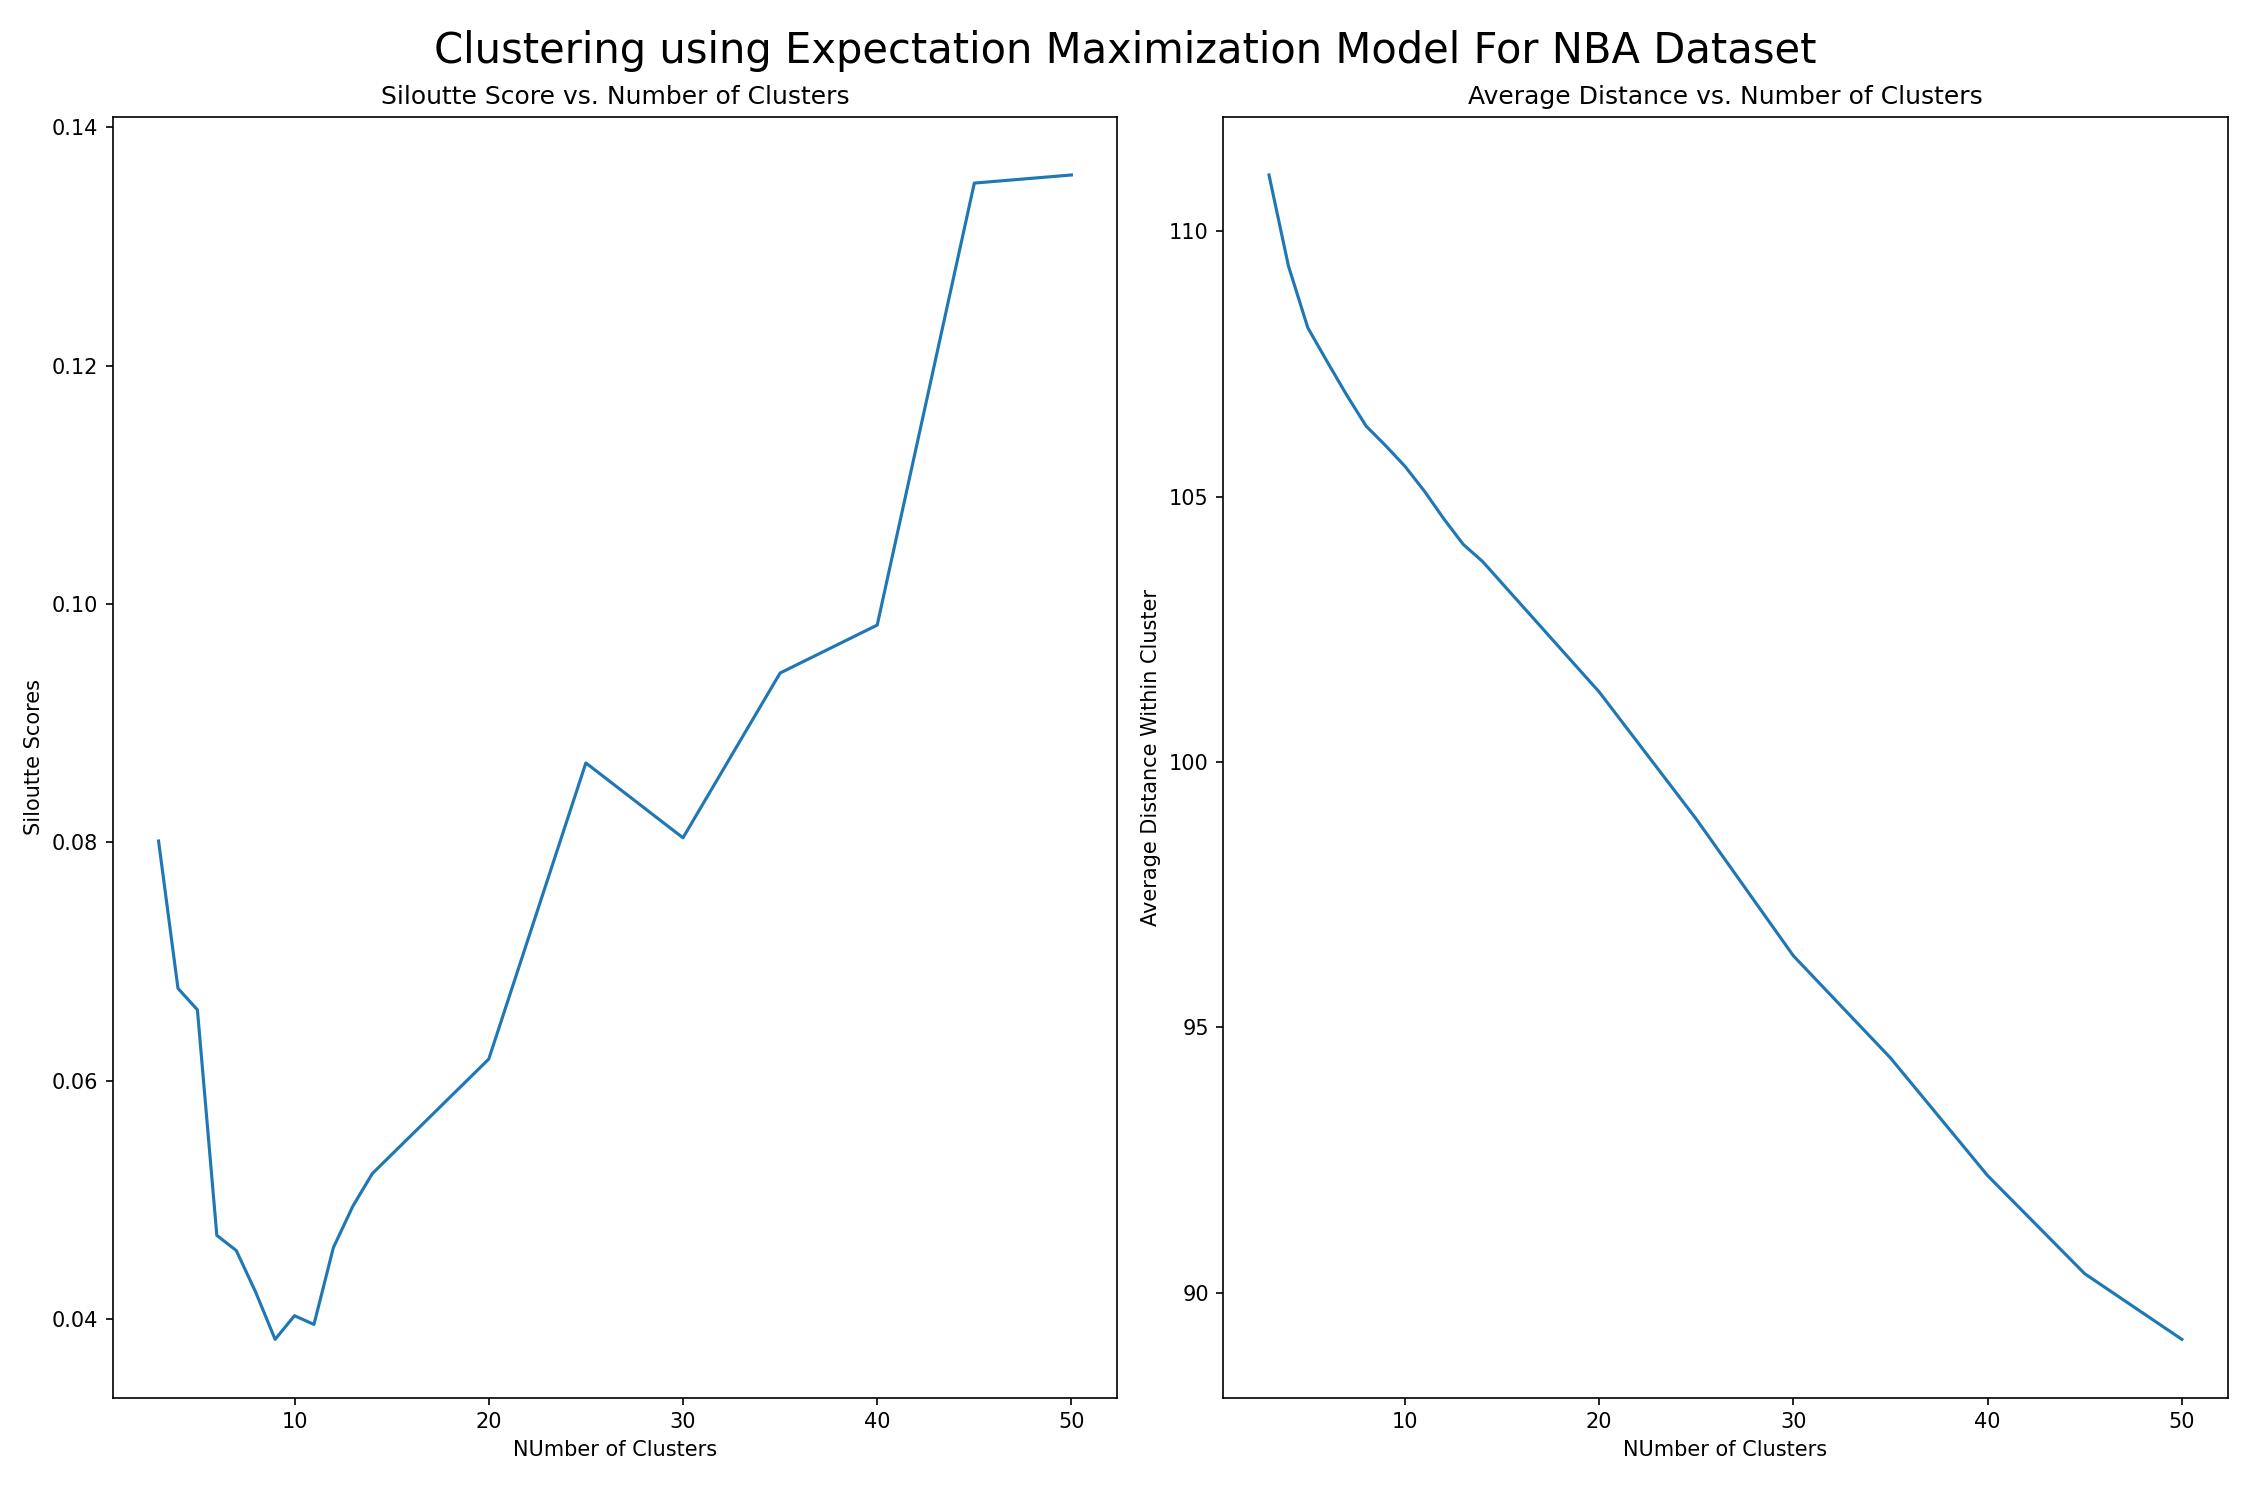 Clustering using Expectation Maximization Model For NBA Dataset
Siloutte Score vs. Number of Clusters
0.14
0.12
0.10
0.08
0.06
0.04
Siloutte Scores
10 20 30 40 50
NUmber of Clusters
Average Distance vs. Number of Clusters
110
105
100
95
90
Average Distance Within Cluster
10 20 30 40 50
NUmber of Clusters